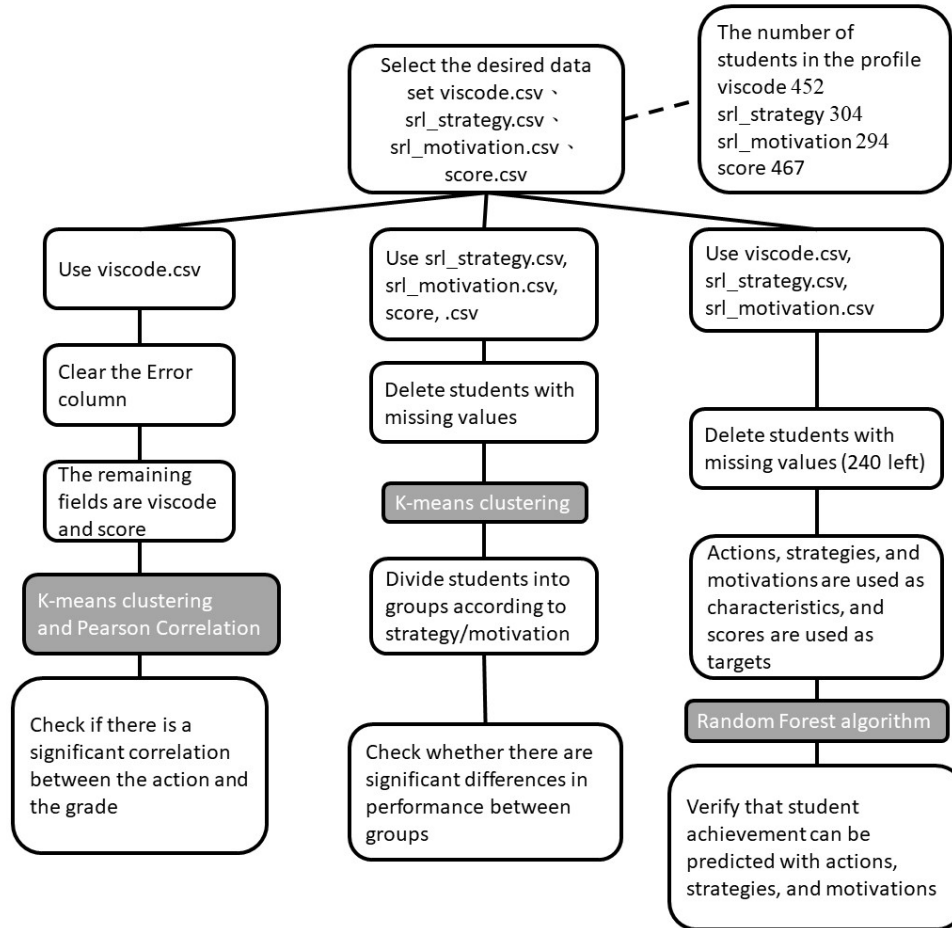 Select the desired data
set viscode.csv、
srl_strategy.csv、
srl_motivation.csv、
score.csv
The number of
students in the profile
viscode 452
srl_strategy 304
srl_motivation 294
score 467
Use viscode.csv
Clear the Error
column
The remaining
fields are viscode
and score
K-means clustering
and Pearson Correlation
Check if there is a
significant correlation
between the action and
the grade
Use srl_strategy.csv,
srl_motivation.csv,
score, .csv
Delete students with
missing values
K-means clustering
Divide students into
groups according to
strategy/motivation
Check whether there are
significant differences in
performance between
groups
Use viscode.csv,
srl_strategy.csv,
srl_motivation.csv
Delete students with
missing values (240 left)
Actions, strategies, and
motivations are used as
characteristics, and
scores are used as
targets
Random Forest algorithm
Verify that student
achievement can be
predicted with actions,
strategies, and motivations